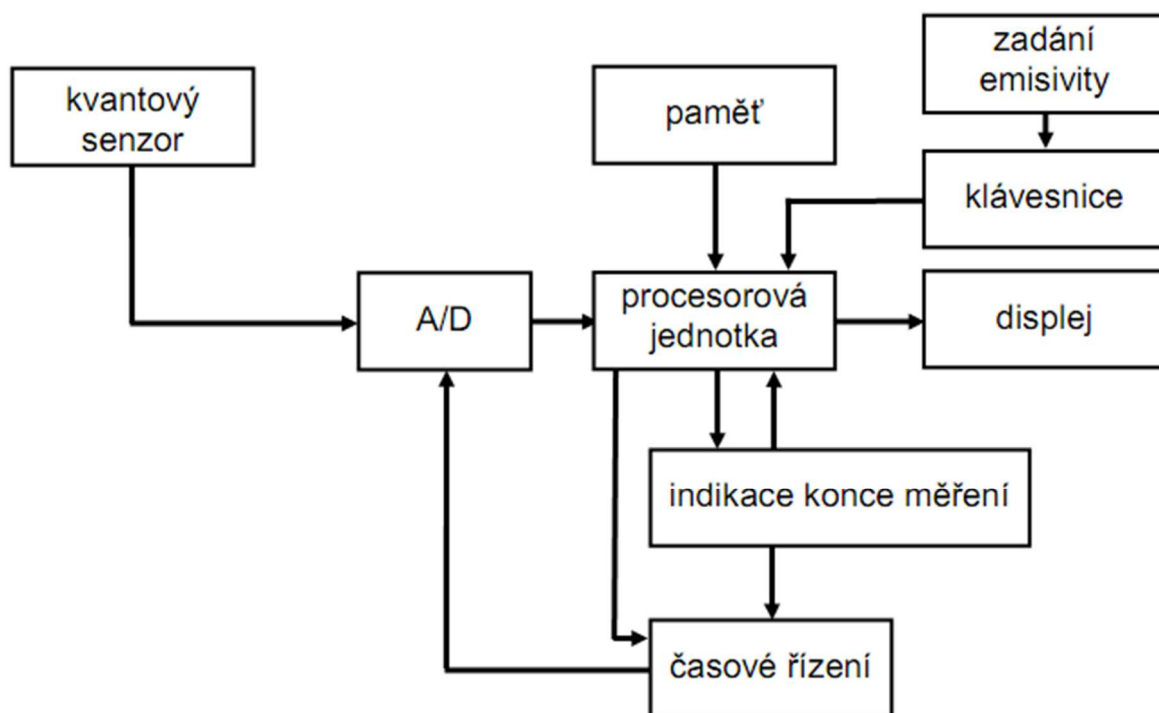 zadání
emisivity
kvantový
senzor
paměť
klávesnice
A/D
procesorová
jednotka
displej
indikace konce měření
časové řízení